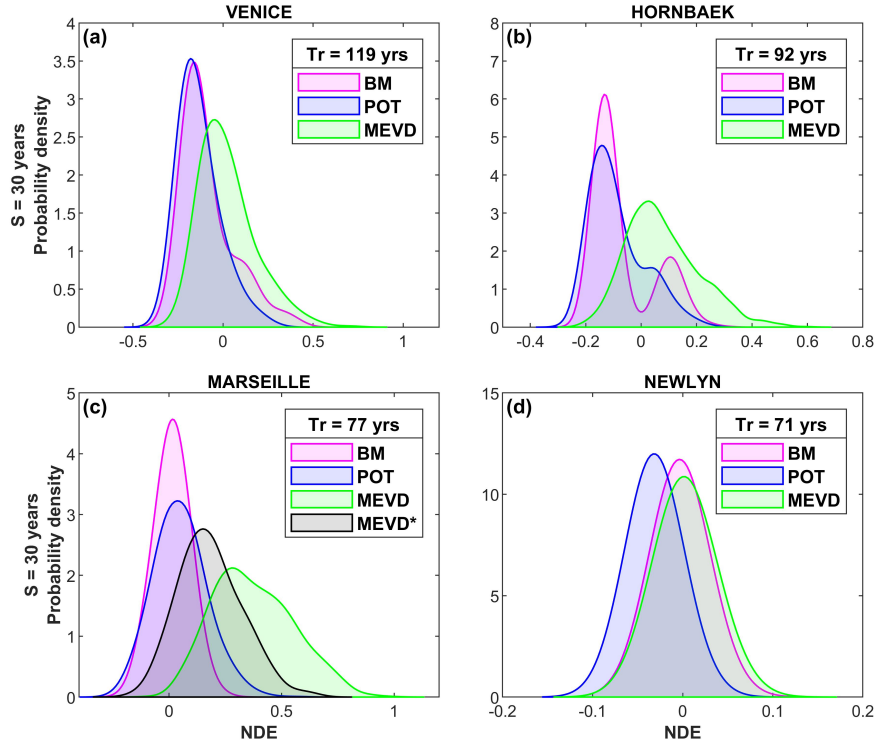 VENICE
(a)
Tr = 119 yrs
BM
POT
MEVD
S = 30 years
Probability density
4
3.5
3
2.5
2
1.5
1
0.5
0
-0.5
0
0.5
1
HORNBAEK
(b)
Tr = 92 yrs
BM
POT
MEVD
8
7
6
5
4
3
2
1
0
-0.4
-0.2
0
0.2
0.4
0.6
0.8
MARSEILLE
(c)
Tr = 77 yrs
BM
POT
MEVD
MEVD*
S = 30 years
Probability density
5
4
3
2
1
0
0
0.5
1
NDE
NEWLYN
(d)
Tr = 71 yrs
BM
POT
MEVD
15
10
5
0
-0.2
-0.1
0
0.1
0.2
NDE